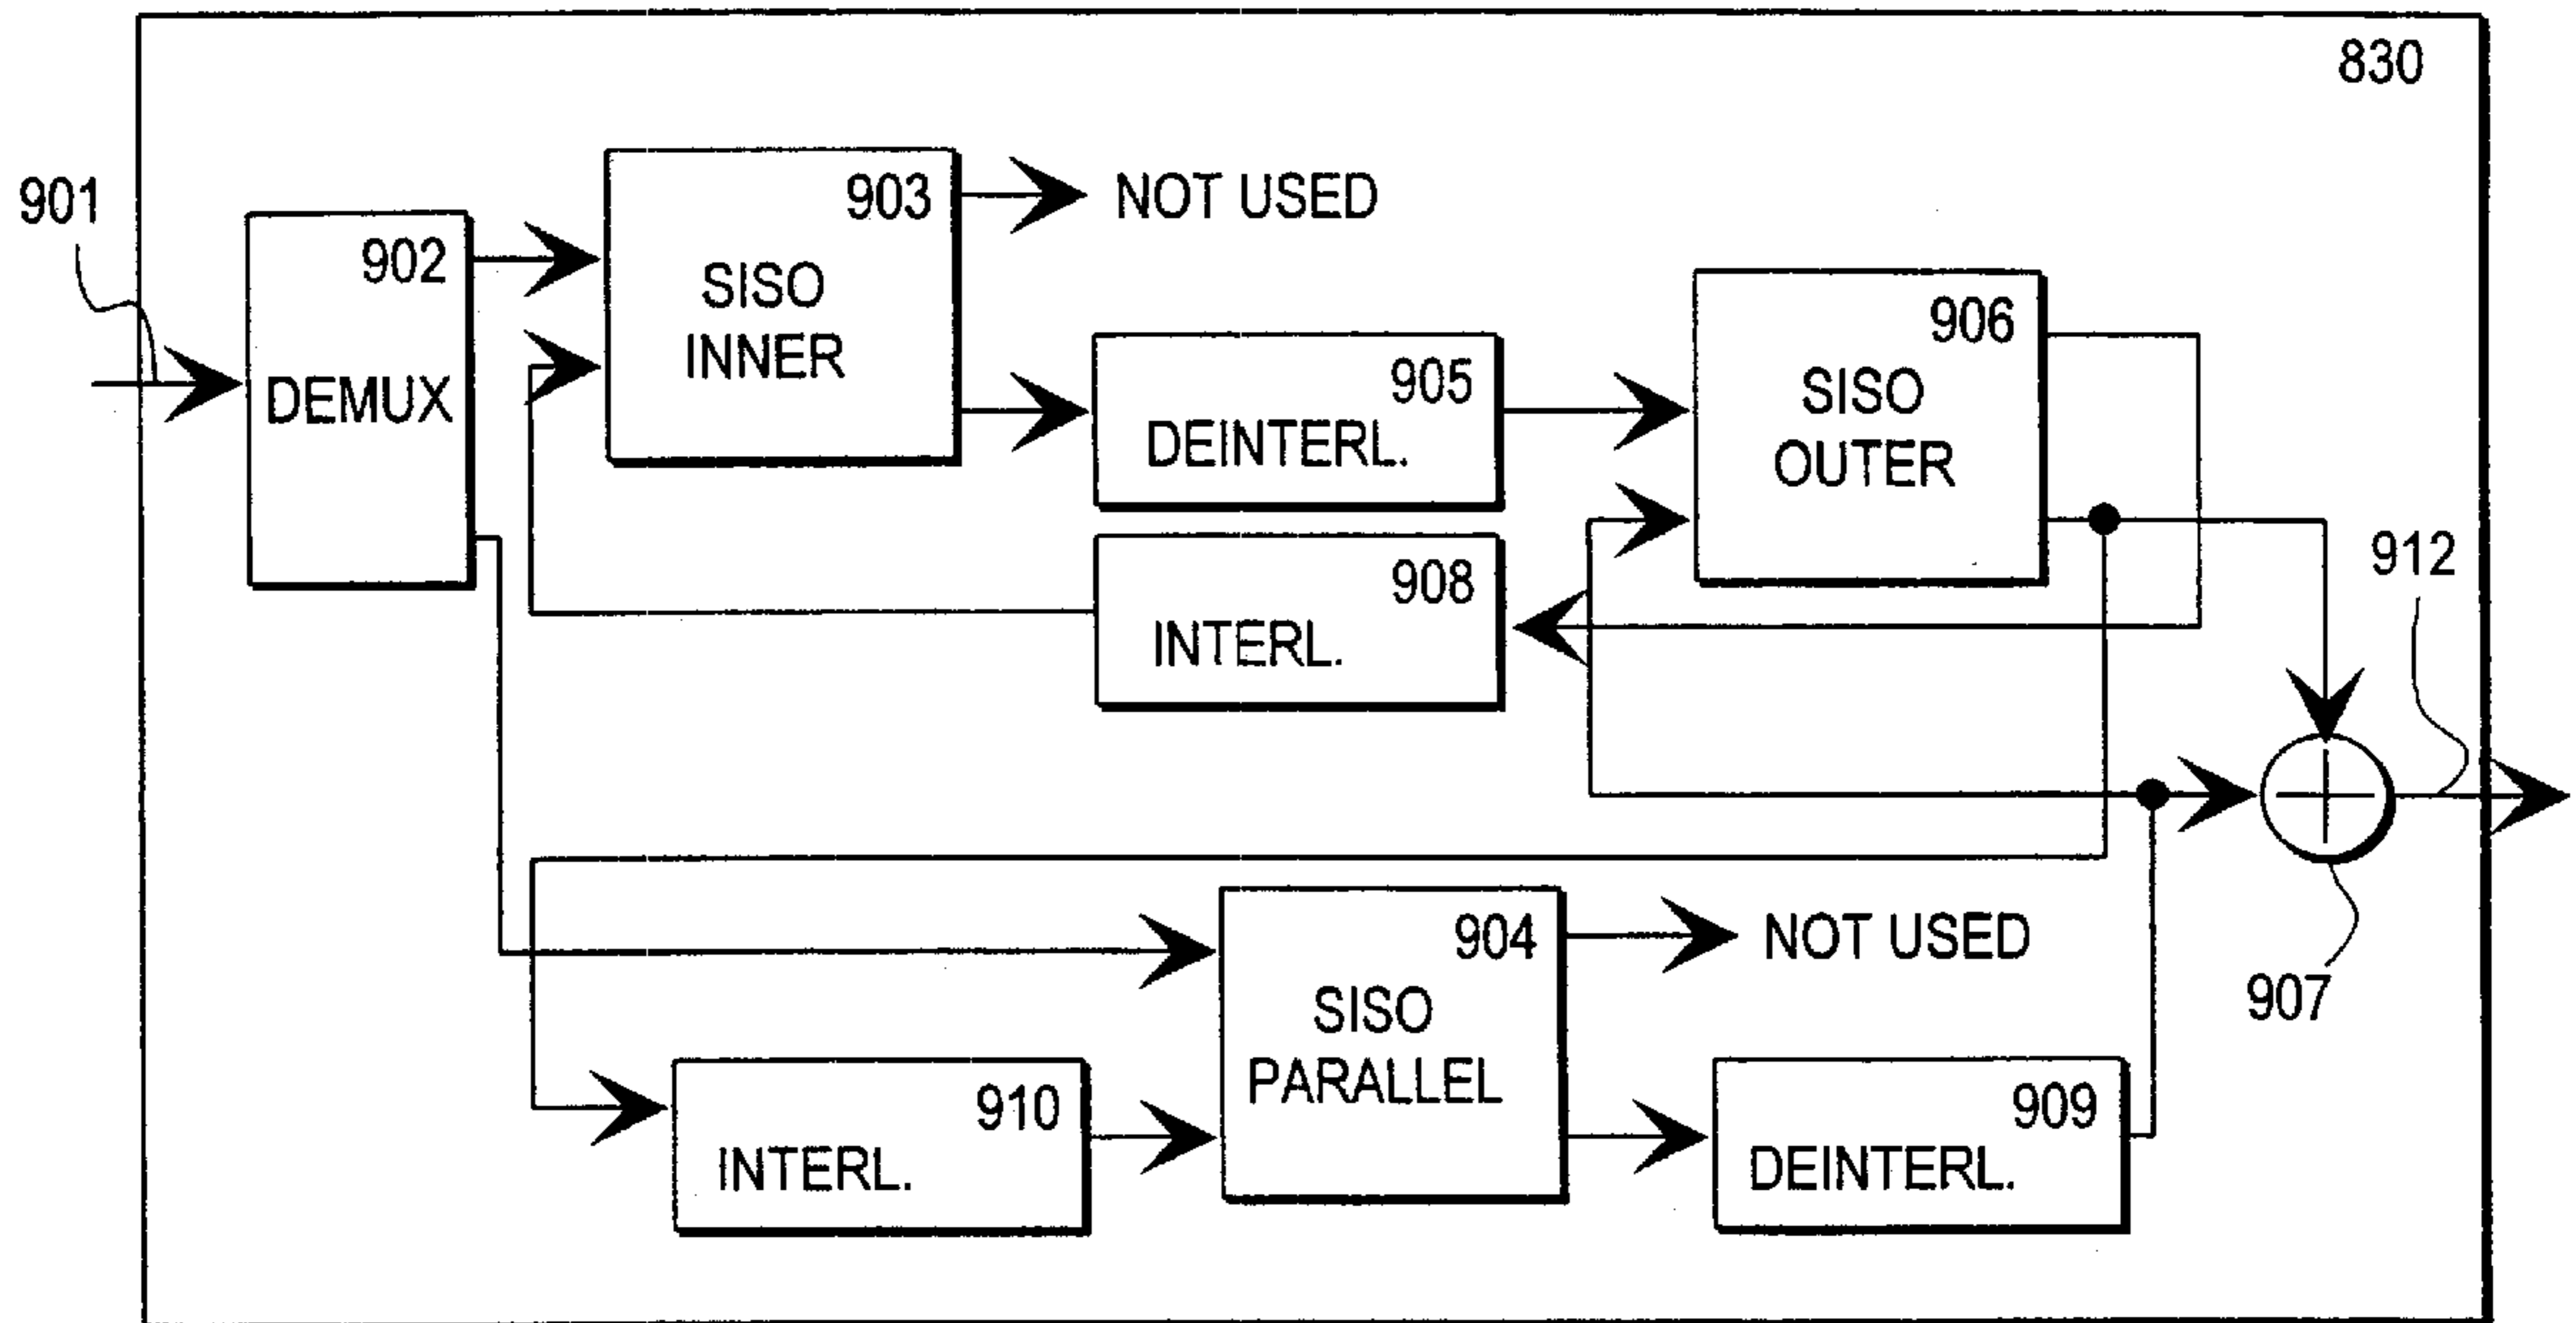 830
901
902
DEMUX
903
SISO
INNER
NOT USED
905
DEINTERL.
906
SISO
OUTER
908
INTERL.
912
907
904
SISO
PARALLEL
NOT USED
910
INTERL.
909
DEINTERL.